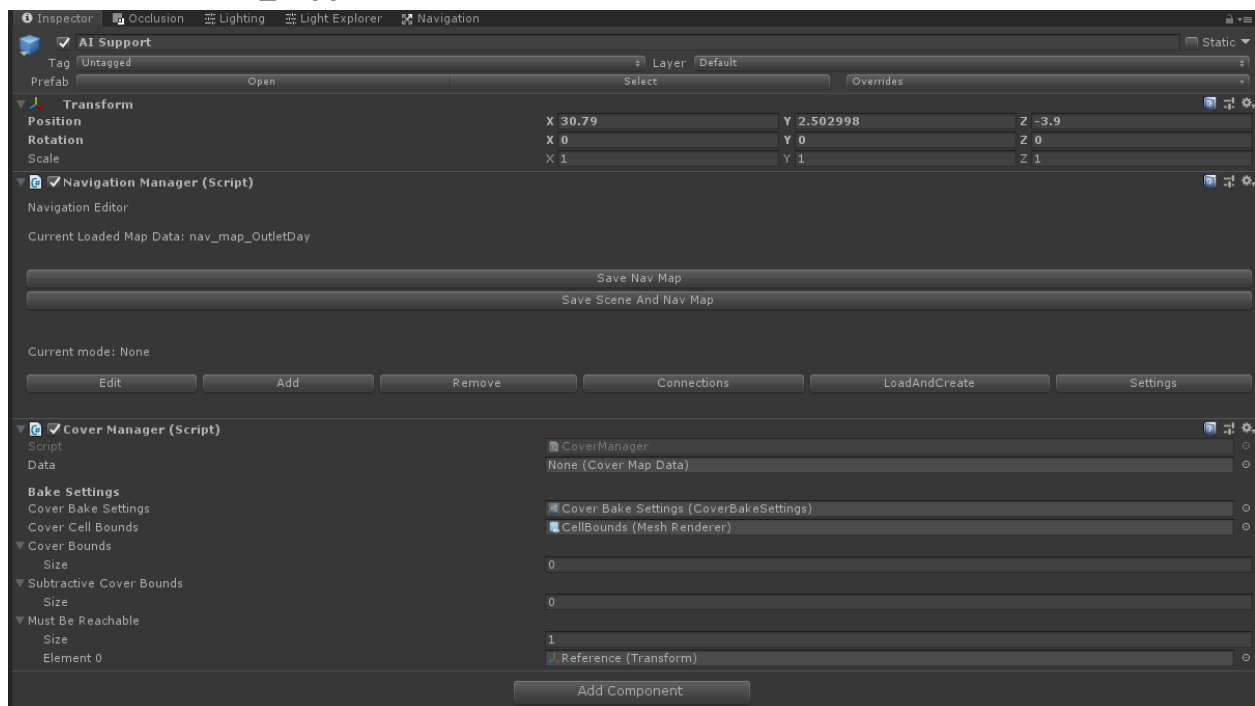 Inspector Occlusion Lighting Light Explorer Navigation
AI Support Static
Tag Untagged Layer Default
Prefab Open Select Overrides
Transform
Position X 30.79 Y 2.502998 Z -3.9
Rotation X 0 Y 0 Z 0
Scale X 1 Y 1 Z 1
Navigation Manager (Script)
Navigation Editor
Current Loaded Map Data: nav_map_OutletDay
Save Nav Map
Save Scene And Nav Map
Current mode: None
Edit Add Remove Connections LoadAndCreate Settings
Cover Manager (Script)
Script CoverManager
Data None (Cover Map Data)
Bake Settings
Cover Bake Settings Cover Bake Settings (CoverBakeSettings)
Cover Cell Bounds CellBounds (Mesh Renderer)
Cover Bounds
Size 0
Subtractive Cover Bounds
Size 0
Must Be Reachable
Size 1
Element 0 Reference (Transform)
Add Component